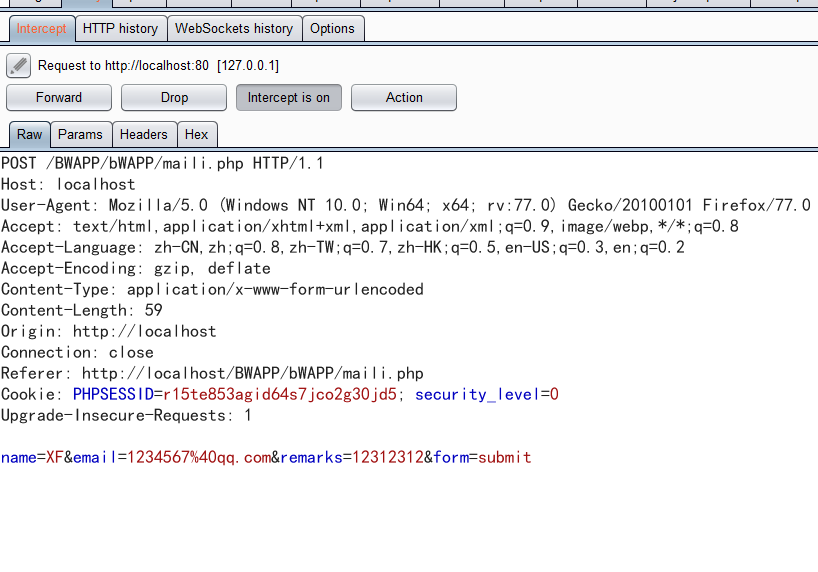 Intercept HTTP history WebSockets history Options
Request to http://localhost:80 [127.0.0.1]
Forward Drop Intercept is on Action
Raw Params Headers Hex
POST /BWAPP/bWAPP/maili.php HTTP/1.1
Host: localhost
User-Agent: Mozilla/5.0 (Windows NT 10.0; Win64; x64; rv:77.0) Gecko/20100101 Firefox/77.0
Accept: text/html,application/xhtml+xml,application/xml;q=0.9,image/webp,*/*;q=0.8
Accept-Language: zh-CN,zh;q=0.8,zh-TW;q=0.7,zh-HK;q=0.5,en-US;q=0.3,en;q=0.2
Accept-Encoding: gzip, deflate
Content-Type: application/x-www-form-urlencoded
Content-Length: 59
Origin: http://localhost
Connection: close
Referer: http://localhost/BWAPP/bWAPP/maili.php
Cookie: PHPSESSID=r15te853agid64s7jco2g30jd5; security_level=0
Upgrade-Insecure-Requests: 1
name=XF&email=1234567%40qq.com&remarks=12312312&form=submit